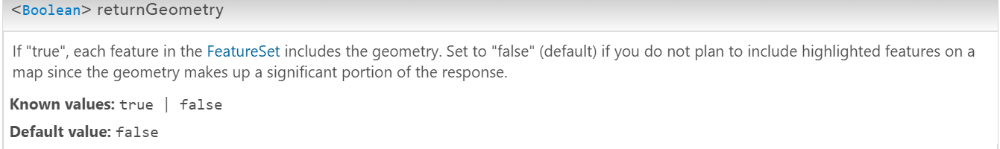 <Boolean> returnGeometry
If "true", each feature in the FeatureSet includes the geometry. Set to "false" (default) if you do not plan to include highlighted features on a
map since the geometry makes up a significant portion of the response.
Known values: true | false
Default value: false